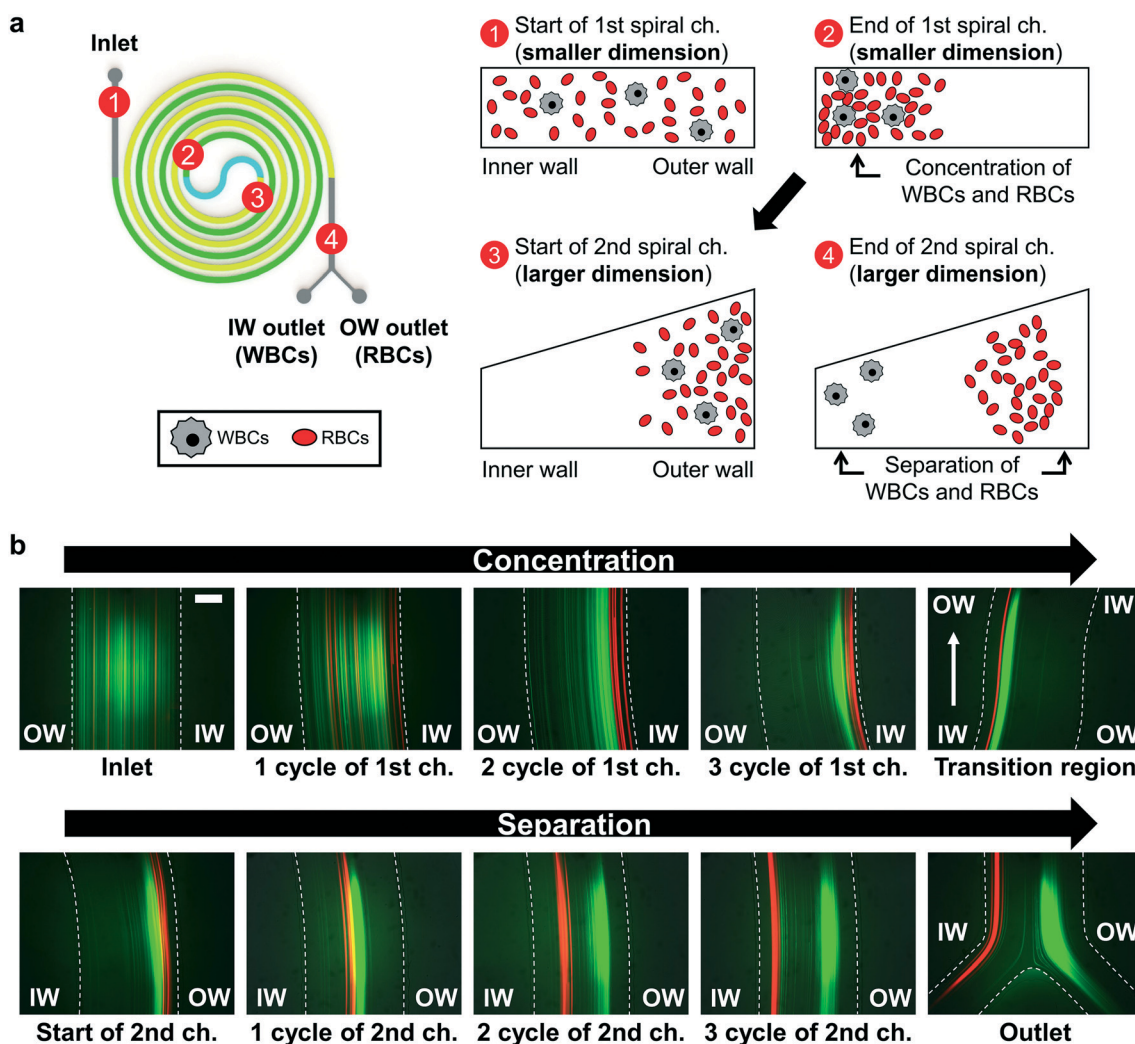 a
Inlet
1
2
3
4
IW outlet
(WBCs)
OW outlet
(RBCs)
WBCs
RBCs
1 Start of 1st spiral ch.
(smaller dimension)
Inner wall
Outer wall
2 End of 1st spiral ch.
(smaller dimension)
Concentration of
WBCs and RBCs
3 Start of 2nd spiral ch.
(larger dimension)
Inner wall
Outer wall
4 End of 2nd spiral ch.
(larger dimension)
Separation of
WBCs and RBCs
b
Concentration
OW
IW
Inlet
OW
IW
1 cycle of 1st ch.
OW
IW
2 cycle of 1st ch.
OW
IW
3 cycle of 1st ch.
OW
IW
IW
OW
Transition region
Separation
IW
OW
Start of 2nd ch.
IW
OW
1 cycle of 2nd ch.
IW
OW
2 cycle of 2nd ch.
IW
OW
3 cycle of 2nd ch.
IW
OW
Outlet